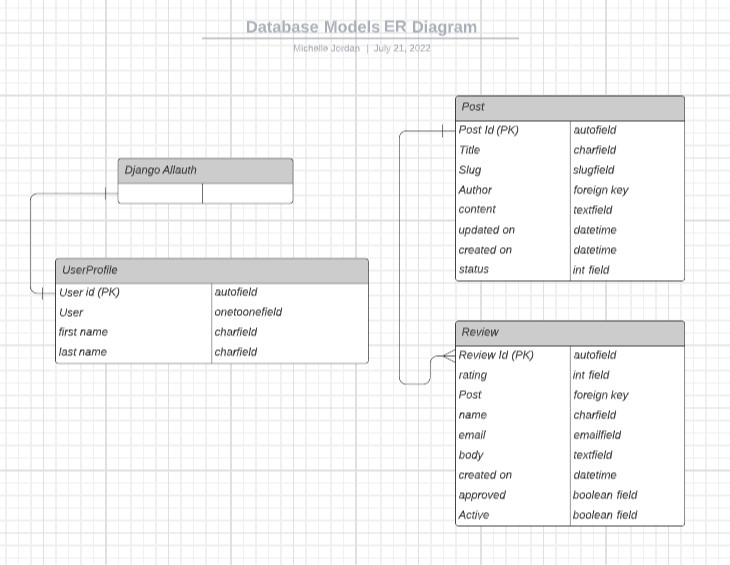 Database Models ER Diagram
Michelle Jordan | July 21, 2022
Django Allauth
UserProfile
User id (PK) autofield
User onetoonefield
first name charfield
last name charfield
Post
Post Id (PK) autofield
Title charfield
Slug slugfield
Author foreign key
content textfield
updated on datetime
created on datetime
status int field
Review
Review Id (PK) autofield
rating int field
Post foreign key
name charfield
email emailfield
body textfield
created on datetime
approved boolean field
Active boolean field